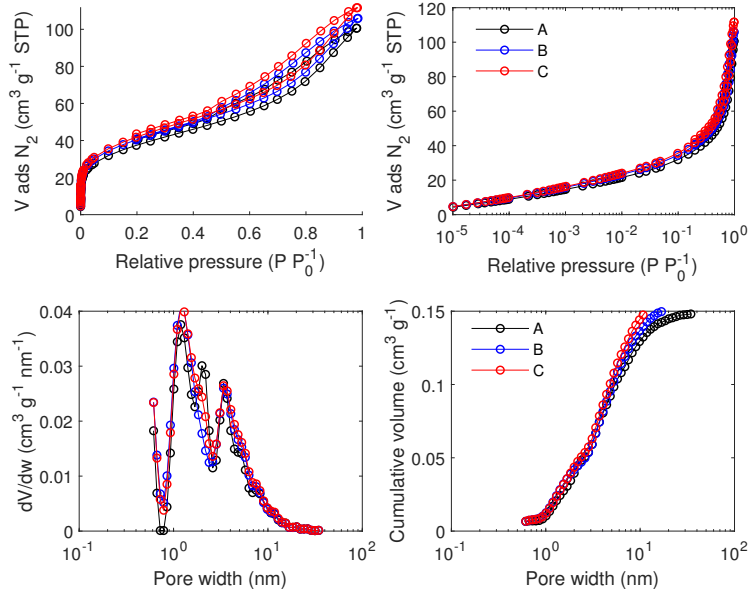 V ads N2 (cm3 g-1 STP)
100
80
60
40
20
0
0 0.2 0.4 0.6 0.8 1
Relative pressure (P P0-1)
V ads N2 (cm3 g-1 STP)
120
100
80
60
40
20
0
A
B
C
10-5 10-4 10-3 10-2 10-1 100
Relative pressure (P P0-1)
dV/dw (cm3 g-1 nm-1)
0.04
0.03
0.02
0.01
0
10-1 100 101 102
Pore width (nm)
Cumulative volume (cm3 g-1)
0.15
0.1
0.05
0
A
B
C
10-1 100 101 102
Pore width (nm)